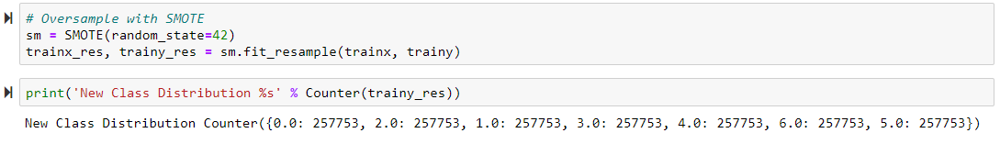 # Oversample with SMOTE
sm = SMOTE(random_state=42)
trainx_res, trainy_res = sm.fit_resample(trainx, trainy)
print('New Class Distribution %s' % Counter(trainy_res))
New Class Distribution Counter({0.0: 257753, 2.0: 257753, 1.0: 257753, 3.0: 257753, 4.0: 257753, 6.0: 257753, 5.0: 257753})